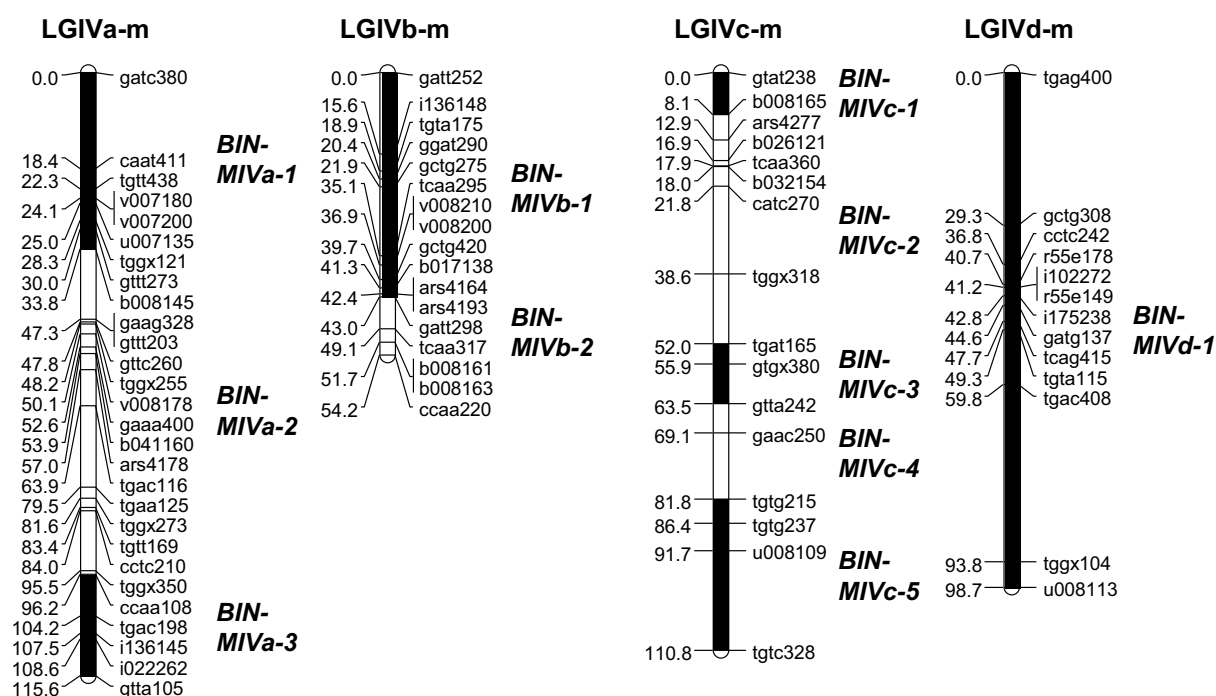 LGIVa-m
0.0 gatc380
18.4 caat411
22.3 tgtt438
24.1 v007180
v007200
25.0 u007135
28.3 tggx121
30.0 gttt273
33.8 b008145
47.3 gaag328
gttt203
47.8 gttc260
48.2 tggx255
50.1 v008178
52.6 gaaa400
53.9 b041160
57.0 ars4178
63.9 tgac116
79.5 tgaa125
81.6 tggx273
83.4 tgtt169
84.0 cctc210
95.5 tggx350
96.2 ccaa108
104.2 tgac198
107.5 i136145
108.6 i022262
115.6 gtta105
BIN-
MIVa-1
BIN-
MIVa-2
BIN-
MIVa-3
LGIVb-m
0.0 gatt252
15.6 i136148
18.9 tgta175
20.4 ggat290
21.9 gctg275
35.1 tcaa295
36.9 v008210
v008200
39.7 gctg420
41.3 b017138
42.4 ars4164
ars4193
43.0 gatt298
49.1 tcaa317
51.7 b008161
b008163
54.2 ccaa220
BIN-
MIVb-1
BIN-
MIVb-2
LGIVc-m
0.0 gtat238
8.1 b008165
12.9 ars4277
16.9 b026121
17.9 tcaa360
18.0 b032154
21.8 catc270
38.6 tggx318
52.0 tgat165
55.9 gtgx380
63.5 gtta242
69.1 gaac250
81.8 tgtg215
86.4 tgtg237
91.7 u008109
110.8 tgtc328
BIN-
MIVc-1
BIN-
MIVc-2
BIN-
MIVc-3
BIN-
MIVc-4
BIN-
MIVc-5
LGIVd-m
0.0 tgag400
29.3 gctg308
36.8 cctc242
40.7 r55e178
41.2 i102272
r55e149
42.8 i175238
44.6 gatg137
47.7 tcag415
49.3 tgta115
59.8 tgac408
93.8 tggx104
98.7 u008113
BIN-
MIVd-1